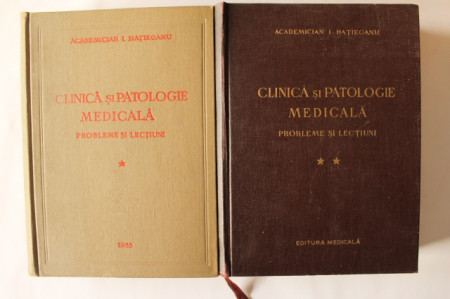 ACADEMICIAN I. HAȚIEGANU
CLINICĂ și PATOLOGIE
MEDICALĂ
PROBLEME ȘI LECȚIUNI
*
1955
ACADEMICIAN I. HAȚIEGANU
CLINICĂ și PATOLOGIE
MEDICALĂ
PROBLEME ȘI LECȚIUNI
* *
EDITURA MEDICALĂ